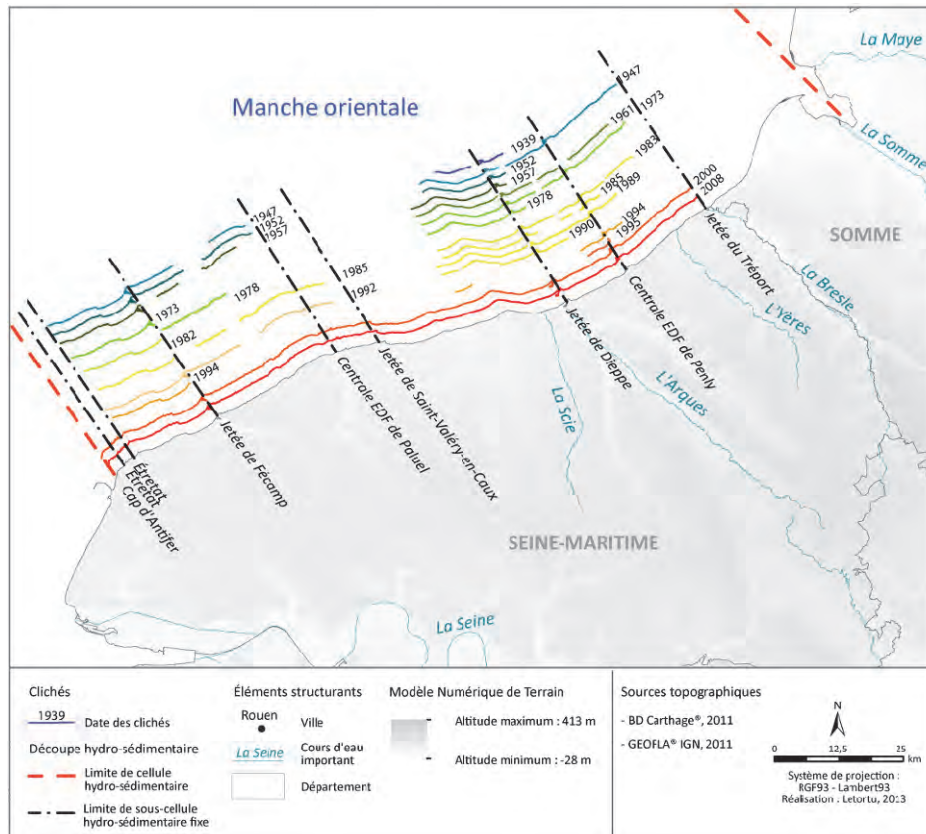 La Maye
Manche orientale
1947
1973
1961
1939
1952
1957
1983
La Somme
1985
1989
1978
2000
2008
1947
1952
1957
1990
1994
1995
SOMME
Jetée du Tréport
La Bresle
L'Yères
1985
1978
1992
1973
1982
1994
Centrale EDF de Penly
Jetée de Dieppe
La Scie
L'Arques
Jetée de Saint-Valéry-en-Caux
Centrale EDF de Paluel
Jetée de Fécamp
Étretat
Étretat
Cap d'Antifer
SEINE-MARITIME
La Seine
Clichés
1939
Date des clichés
Découpe hydro-sédimentaire
Limite de cellule
hydro-sédimentaire
Limite de sous-cellule
hydro-sédimentaire fixe
Éléments structurants
Rouen
Ville
La Seine
Cours d'eau
important
Département
Modèle Numérique de Terrain
Altitude maximum : 413 m
Altitude minimum : -28 m
Sources topographiques
- BD Carthage®, 2011
- GEOFLA® IGN, 2011
N
0 12,5 25
km
Système de projection :
RGF93 - Lambert93
Réalisation : Letortu, 2013